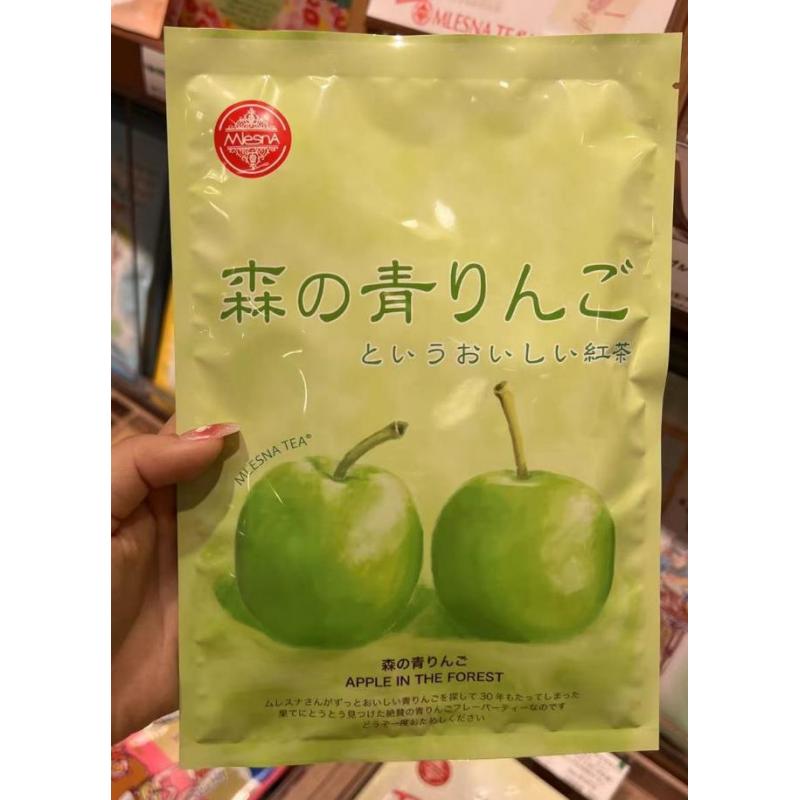 MLESNA TEA
MlesnA
森の青りんご
というおいしい紅茶
MLESNA TEA®
森の青りんご
APPLE IN THE FOREST
ムレスナさんがずっとおいしい青りんごを探して30年もたってしまった
果てにとうとう見つけた絶賛の青りんごフレーバーティーなのです
どうぞ一度おためしください